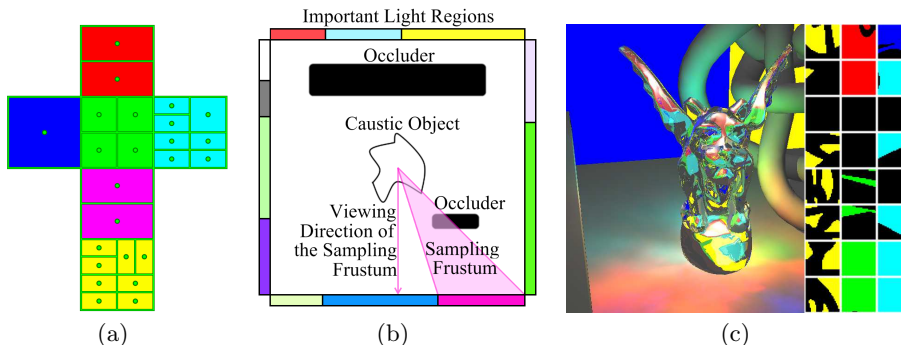 Important Light Regions
Occluder
Caustic Object
Occluder
Viewing
Direction of
the Sampling
Frustum
Sampling
Frustum
(a)
(b)
(c)